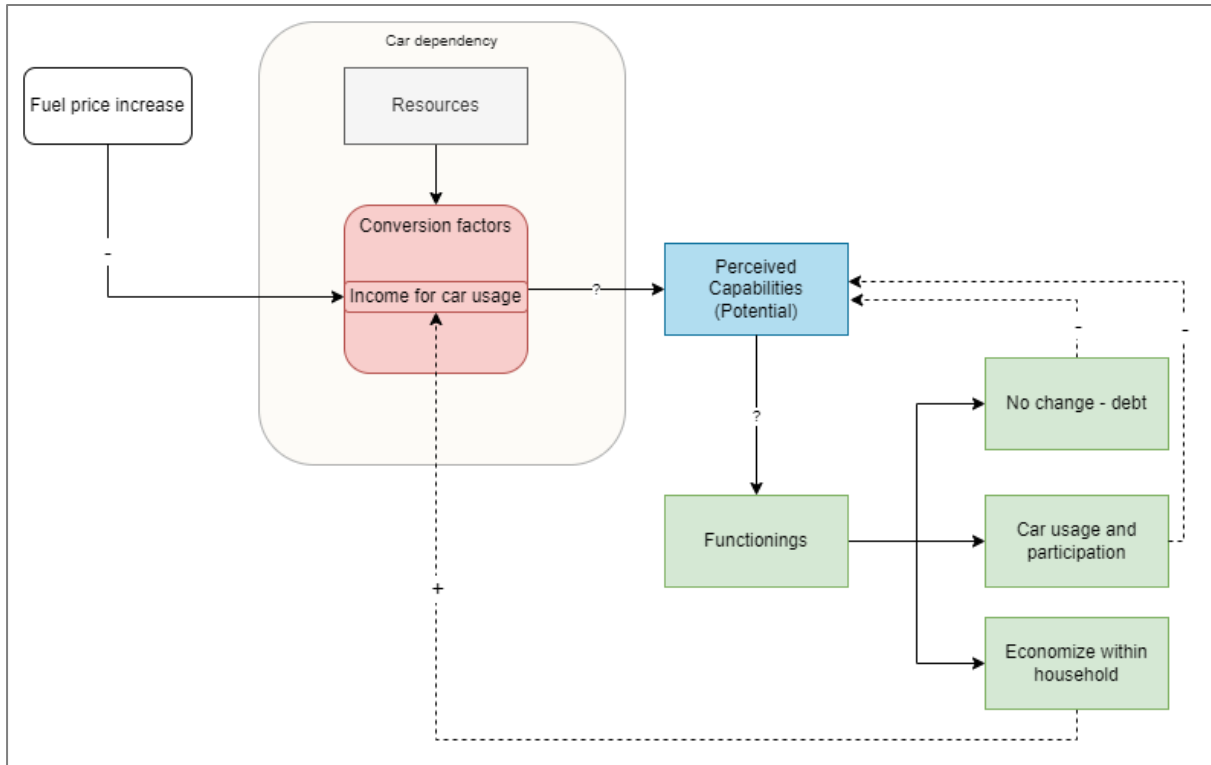 Car dependency
Fuel price increase
Resources
Conversion factors
-
Income for car usage
?
Perceived
Capabilities
(Potential)
-
-
No change - debt
?
Functionings
Car usage and
participation
+
Economize within
household